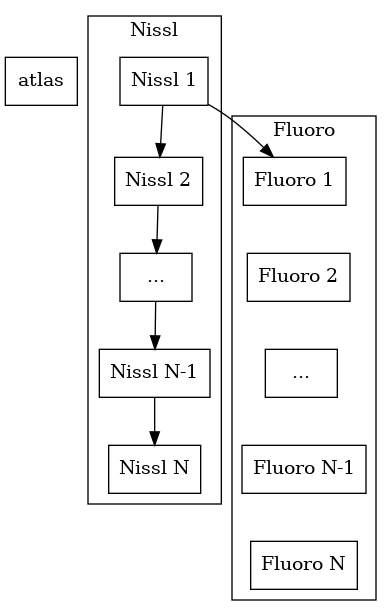 Nissl
atlas
Nissl 1
Fluoro
Nissl 2
Fluoro 1
...
Fluoro 2
Nissl N-1
...
Nissl N
Fluoro N-1
Fluoro N